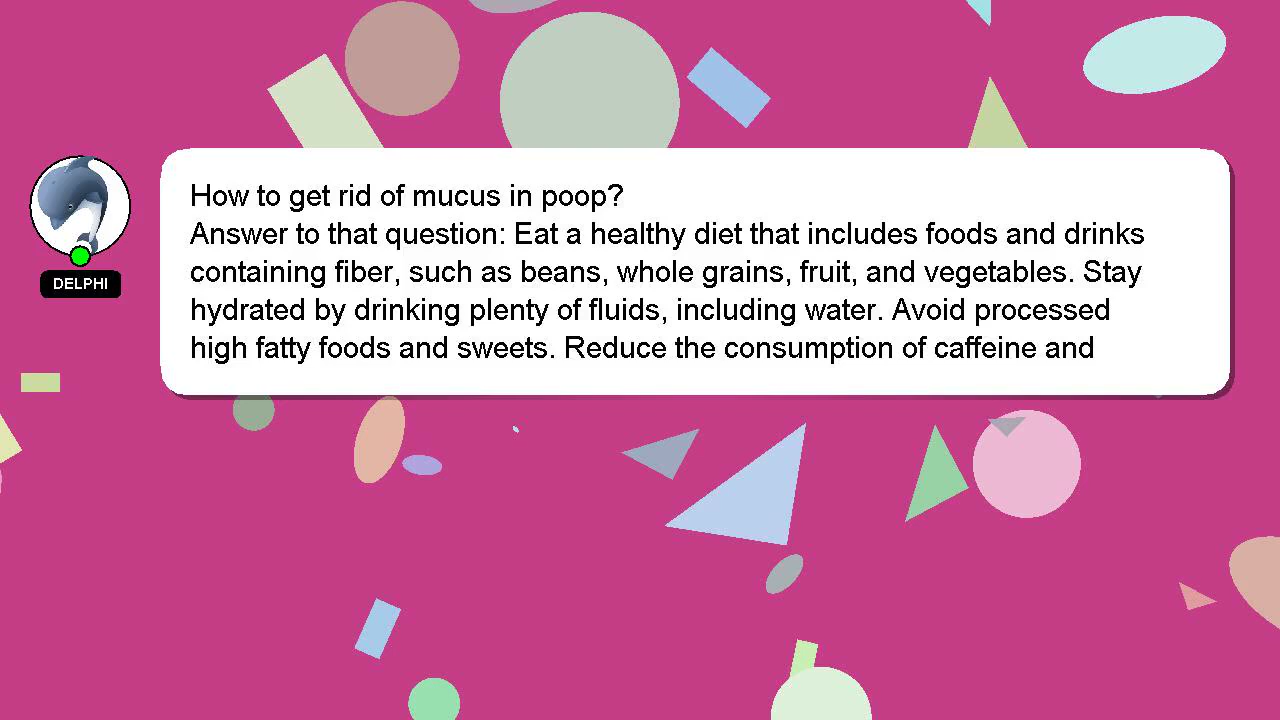 How to get rid of mucus in poop?
Answer to that question: Eat a healthy diet that includes foods and drinks
containing fiber, such as beans, whole grains, fruit, and vegetables. Stay
hydrated by drinking plenty of fluids, including water. Avoid processed
high fatty foods and sweets. Reduce the consumption of caffeine and
DELPHI